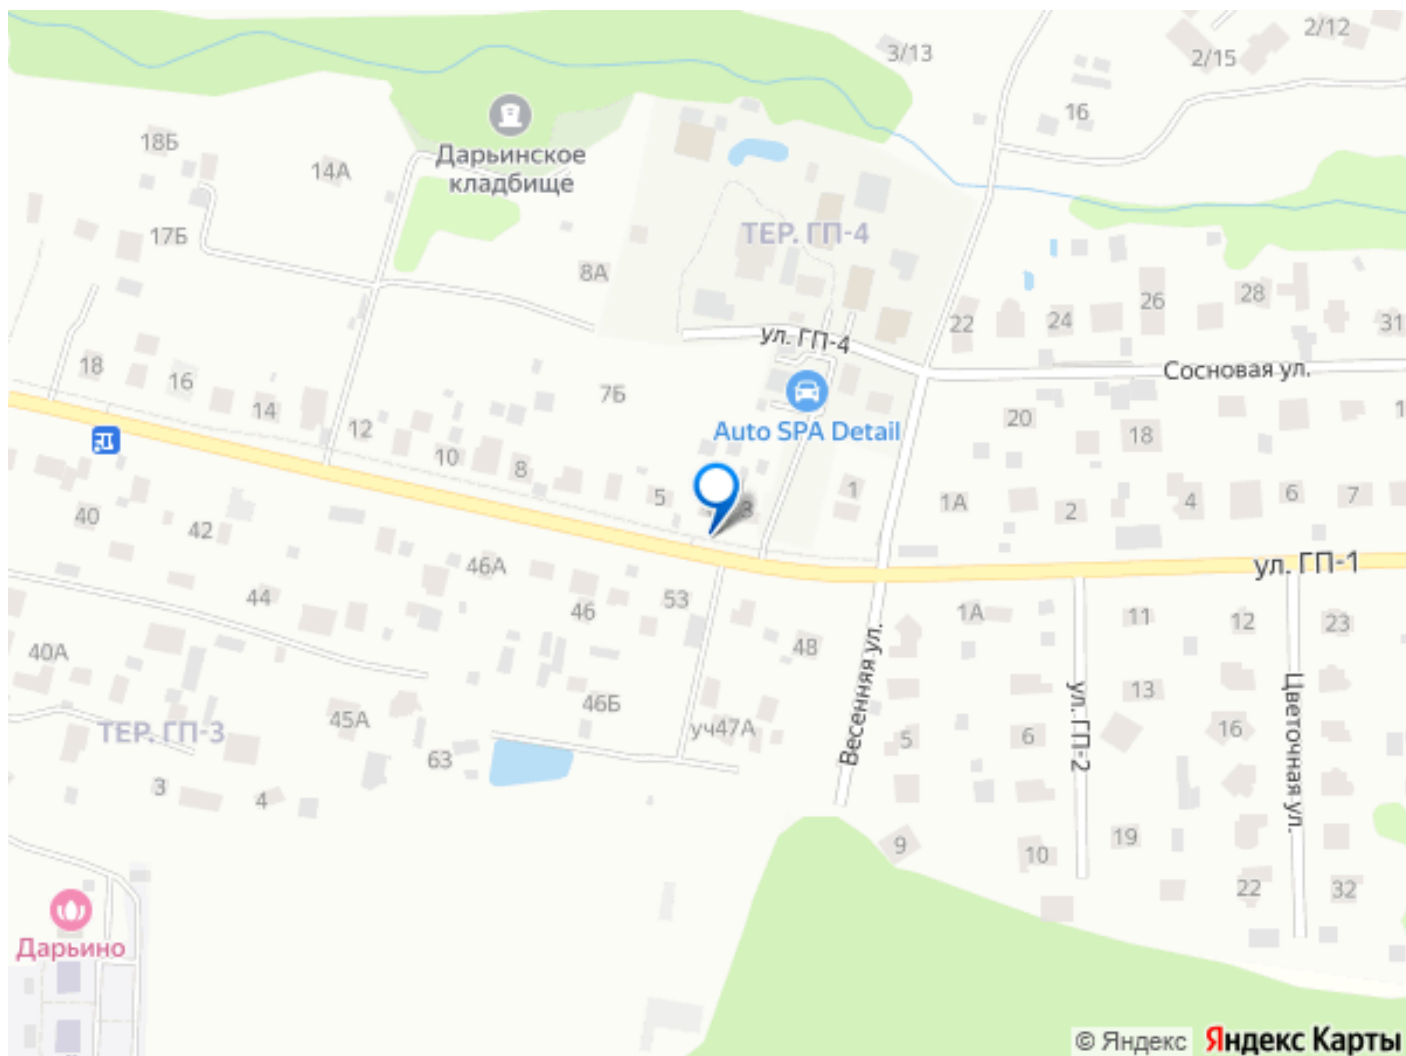 2/12
3/13
2/15
16
18Б
14А
Дарьинское
кладбище
17Б
ТЕР. ГП-4
8А
22
24
26
28
31
ул. ГП-4
Сосновая ул.
18
16
14
12
7Б
10
8
5
3
Auto SPA Detail
20
18
1
1
1А
2
4
6
7
40
42
46А
44
46
53
48
ул. ГП-1
1А
11
12
23
40А
45А
46Б
уч47А
Весенняя ул.
13
5
6
ул. ГП-2
16
Цветочная ул.
ТЕР. ГП-3
63
3
4
9
10
19
22
32
Дарьино
© Яндекс Яндекс Карты